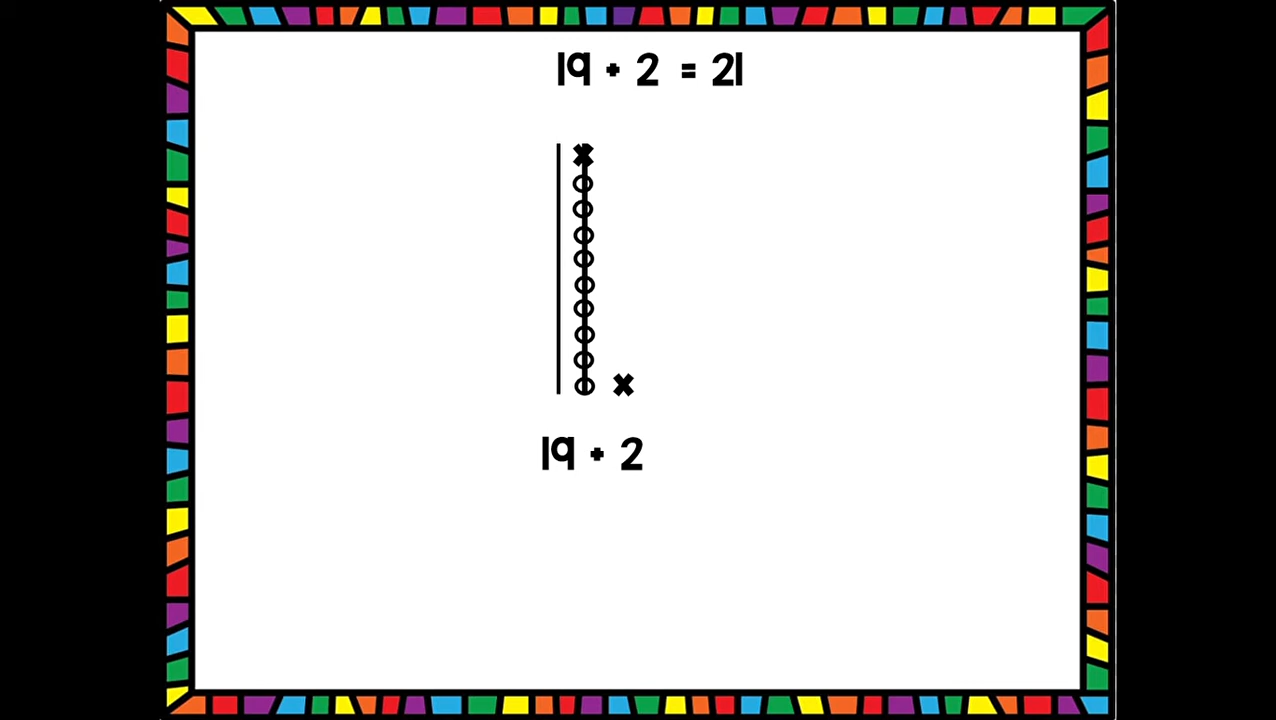 19 + 2 = 21
19 + 2